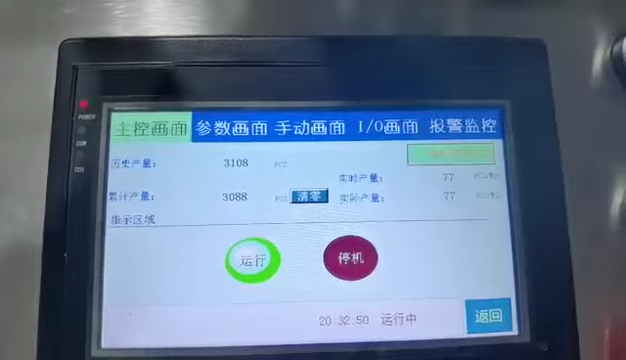 主控画面 参数画面 手动画面 I/O画面 报警监控
历史产量: 3108 PCS
实时产量: 77
累计产量: 3088 PCS 清零
实际产量: 77
指示区域
运行 停机
20:32:50 运行中 返回
POWER
COM